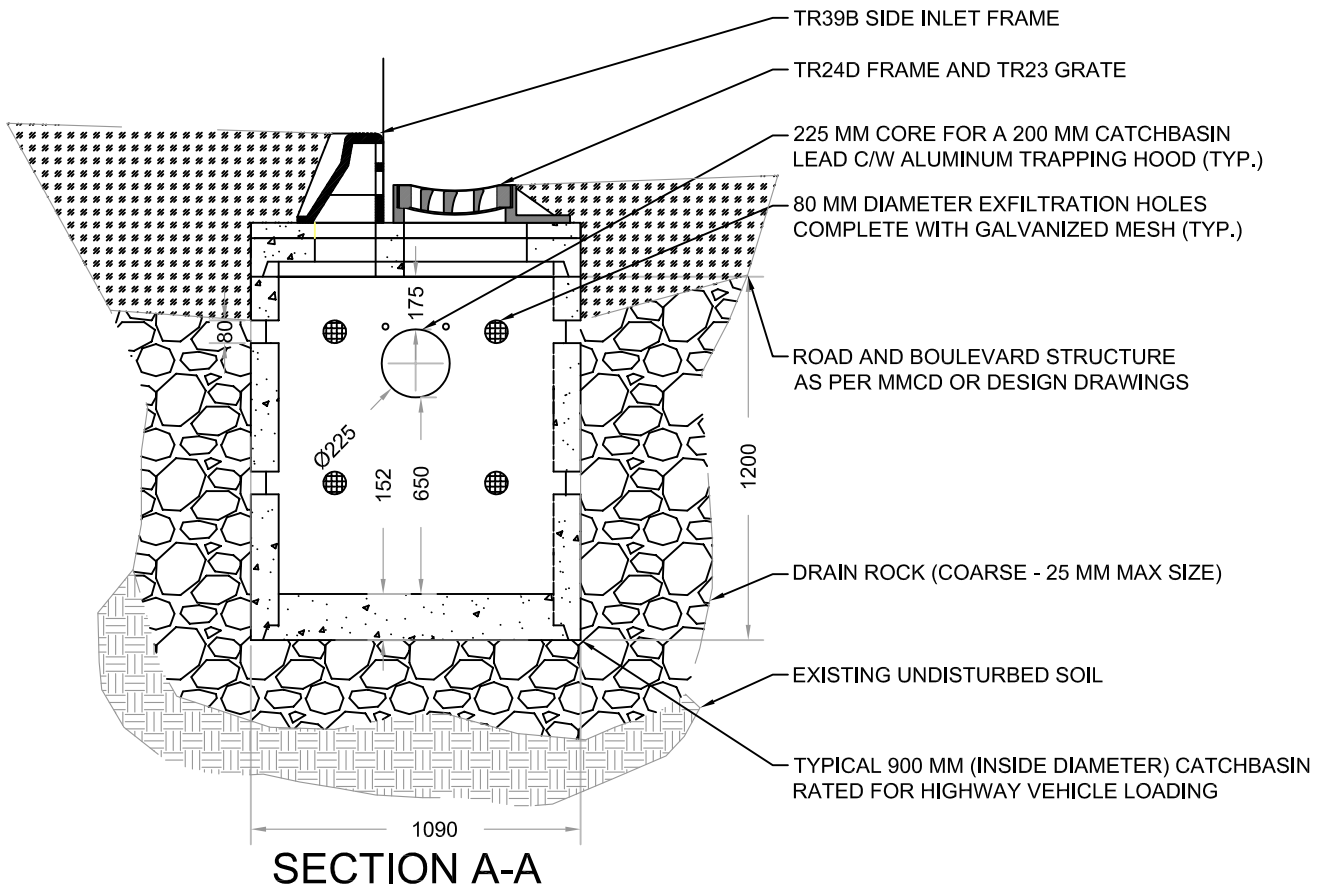 TR39B SIDE INLET FRAME
TR24D FRAME AND TR23 GRATE
225 MM CORE FOR A 200 MM CATCHBASIN
LEAD C/W ALUMINUM TRAPPING HOOD (TYP.)
80 MM DIAMETER EXFILTRATION HOLES
COMPLETE WITH GALVANIZED MESH (TYP.)
175
80
ROAD AND BOULEVARD STRUCTURE
AS PER MMCD OR DESIGN DRAWINGS
Ø225
152
650
1200
DRAIN ROCK (COARSE - 25 MM MAX SIZE)
EXISTING UNDISTURBED SOIL
TYPICAL 900 MM (INSIDE DIAMETER) CATCHBASIN
RATED FOR HIGHWAY VEHICLE LOADING
1090
SECTION A-A